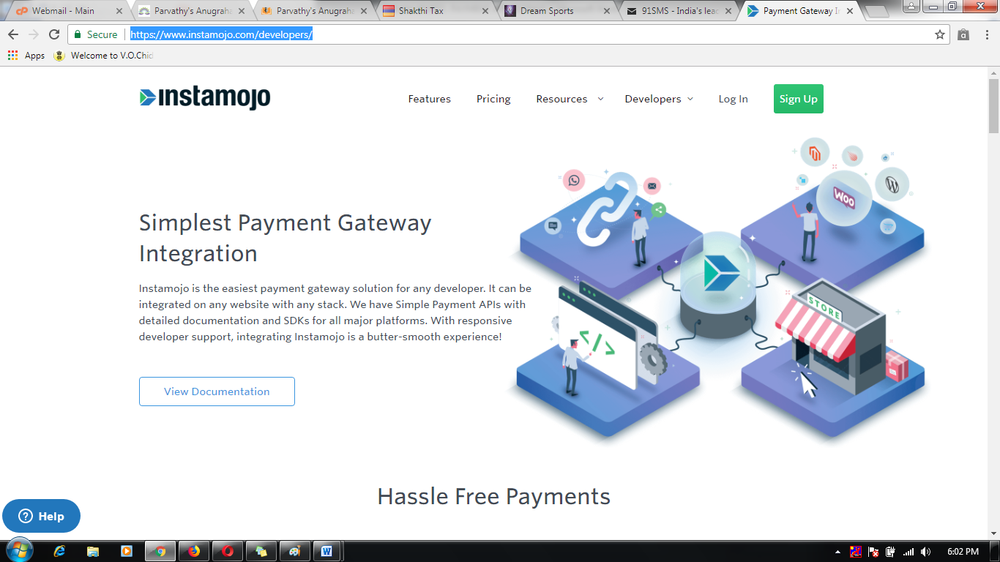 Webmail - Main
Parvathy's Anugraha
Parvathy's Anugraha
Shakthi Tax
Dream Sports
91SMS - India's lead
Payment Gateway I
Secure
https://www.instamojo.com/developers/
Apps
Welcome to V.O.Chid
instamojo
Features
Pricing
Resources
Developers
Log In
Sign Up
Simplest Payment Gateway
Integration
Instamojo is the easiest payment gateway solution for any developer. It can be
integrated on any website with any stack. We have Simple Payment APIs with
detailed documentation and SDKs for all major platforms. With responsive
developer support, integrating Instamojo is a butter-smooth experience!
View Documentation
WOO
</>
STORE
Hassle Free Payments
Help
6:02 PM